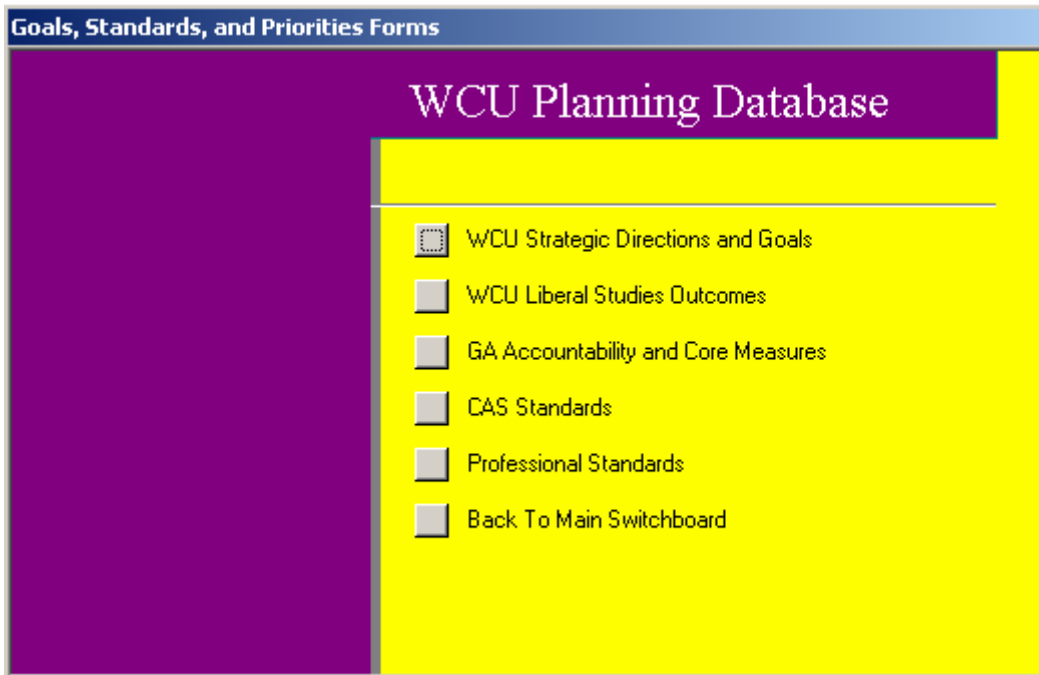 Goals, Standards, and Priorities Forms
WCU Planning Database
WCU Strategic Directions and Goals
WCU Liberal Studies Outcomes
GA Accountability and Core Measures
CAS Standards
Professional Standards
Back To Main Switchboard